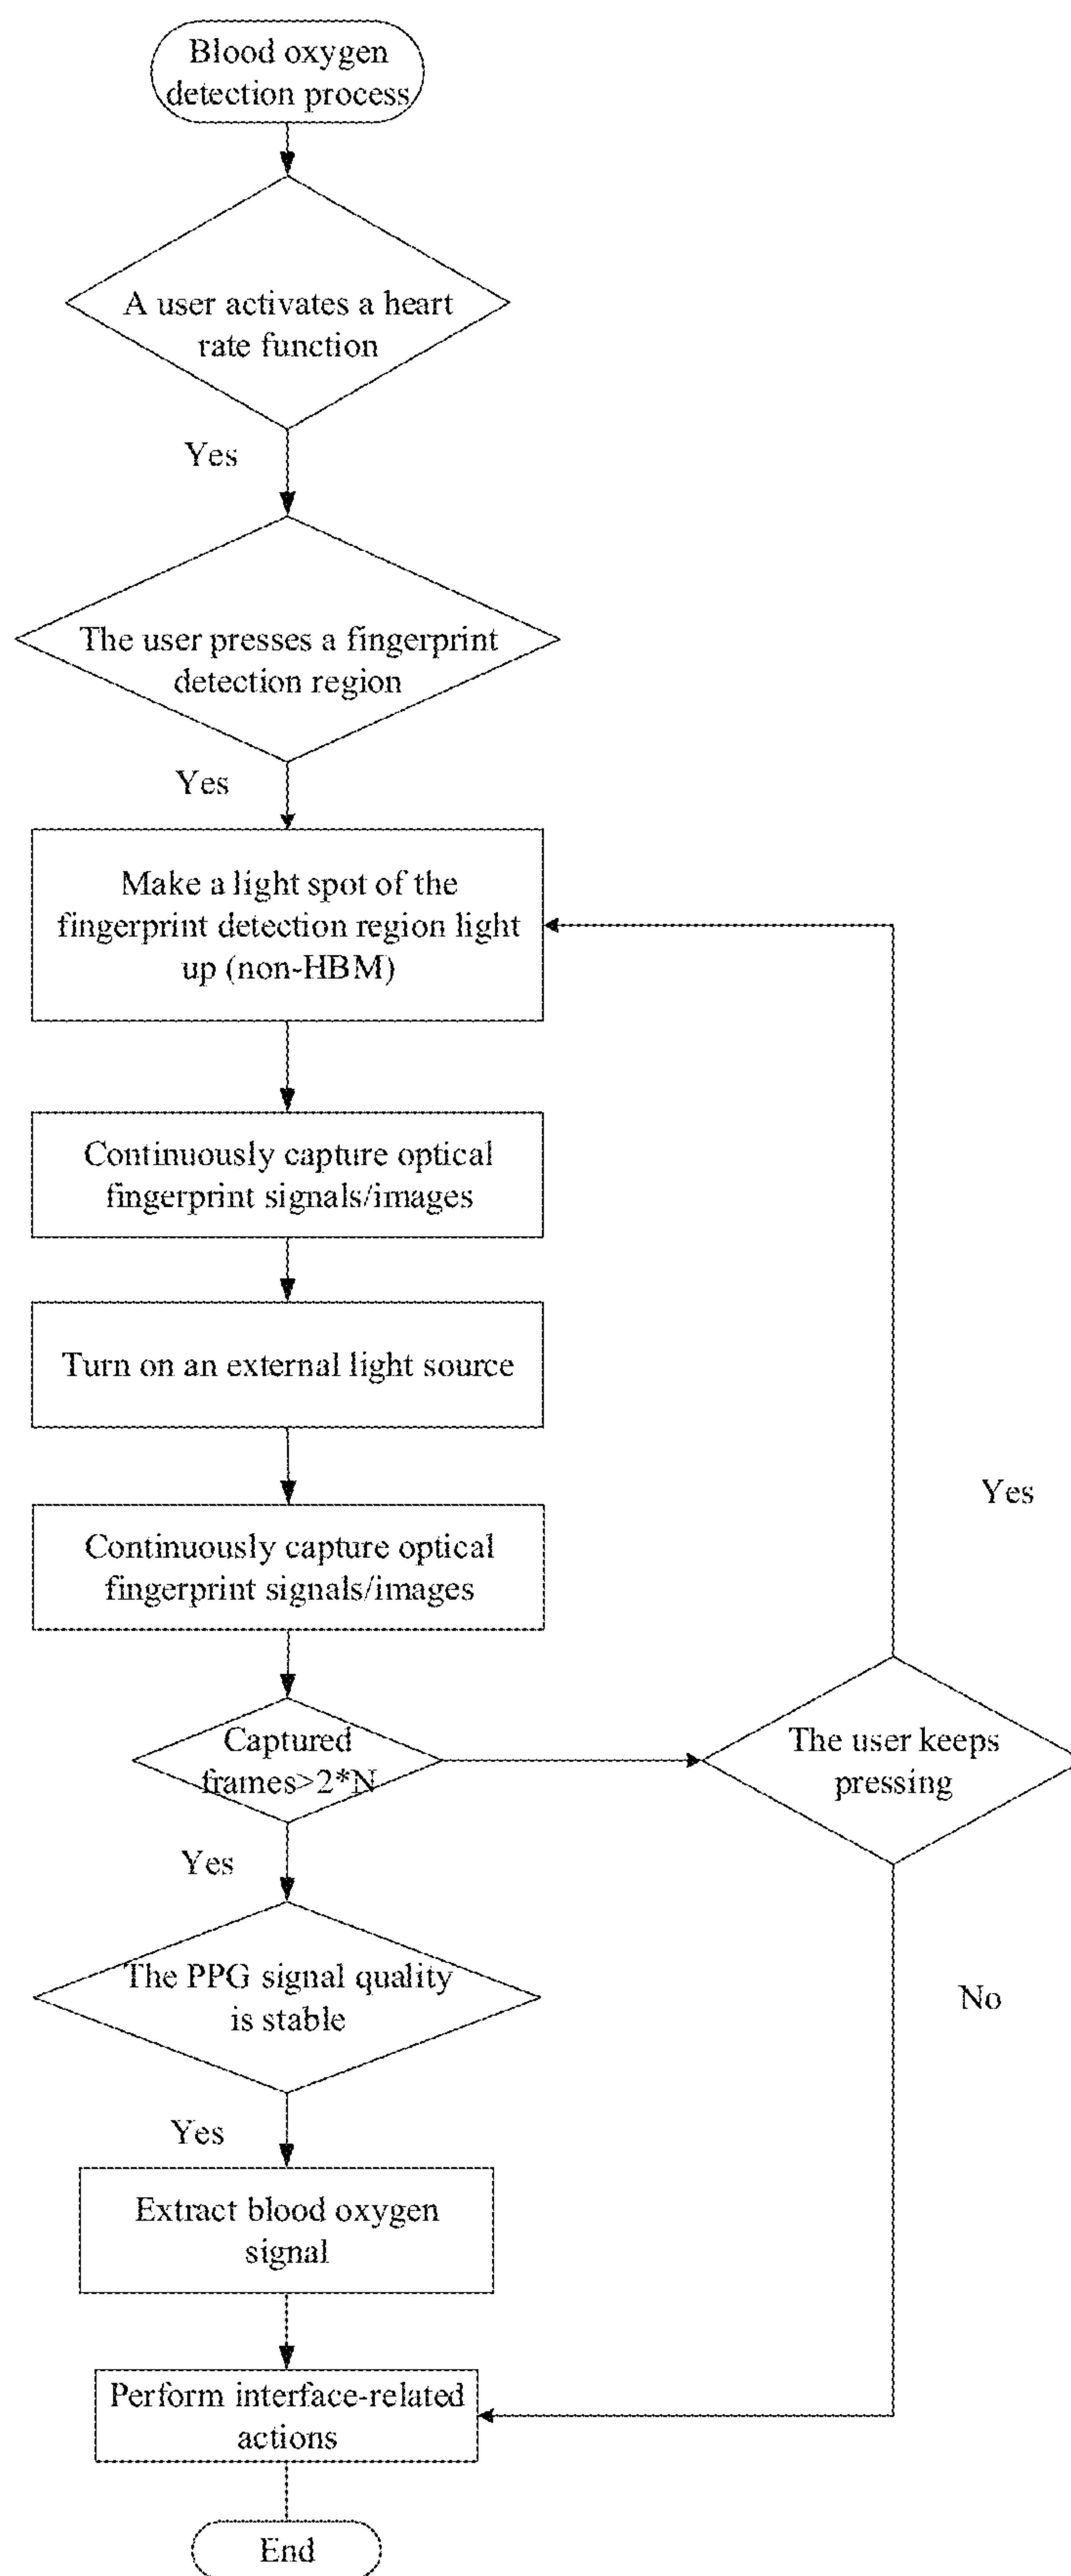 Blood oxygen
detection process
A user activates a heart
rate function
Yes
The user presses a fingerprint
detection region
Yes
Make a light spot of the
fingerprint detection region light
up (non-HBM)
Continuously capture optical
fingerprint signals/images
Turn on an external light source
Yes
Continuously capture optical
fingerprint signals/images
Captured
frames>2*N
The user keeps
pressing
Yes
The PPG signal quality
is stable
No
Yes
Extract blood oxygen
signal
Perform interface-related
actions
End